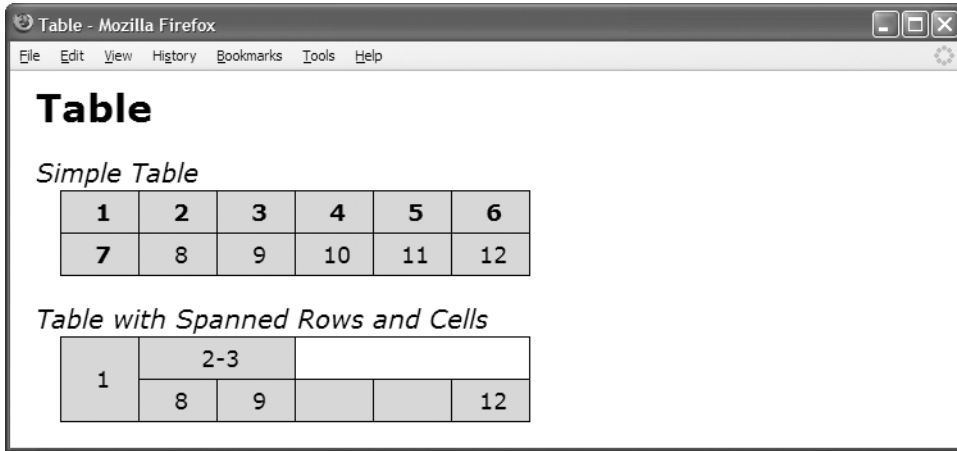 Table - Mozilla Firefox
File Edit View History Bookmarks Tools Help
Table
Simple Table
1 2 3 4 5 6
7 8 9 10 11 12
Table with Spanned Rows and Cells
1 2-3
8 9 12